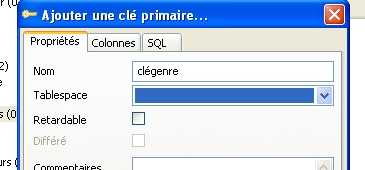 Ajouter une clé primaire...
Propriétés Colonnes SQL
Nom clégenre
Tablespace
Retardable
Différé
Commentaires